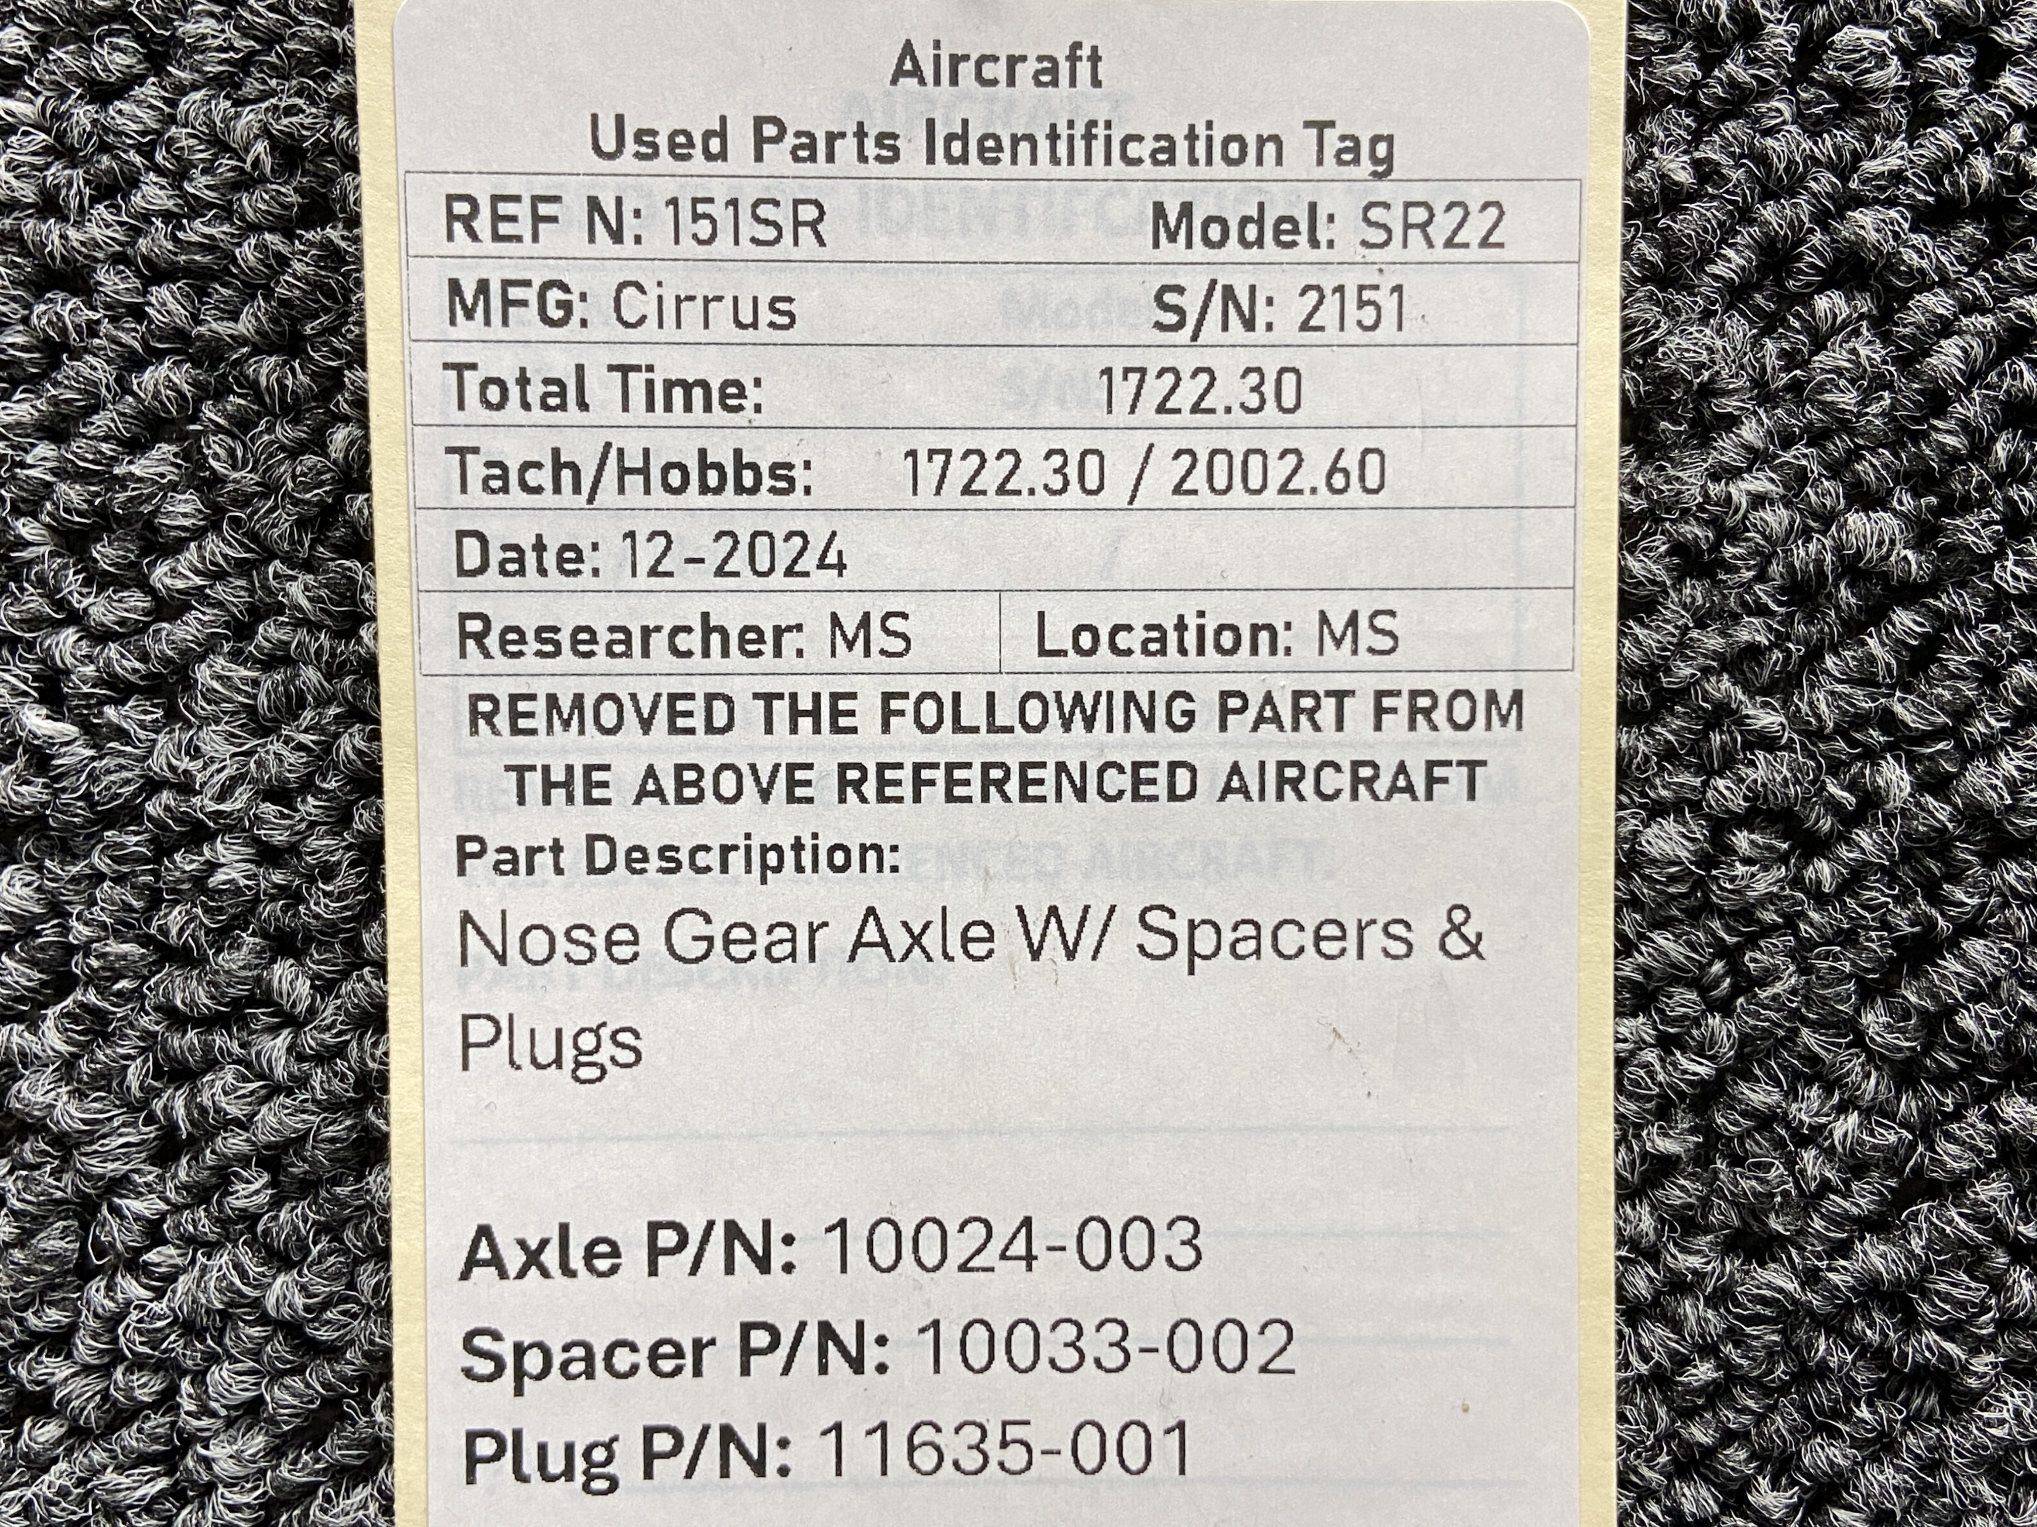 Aircraft
Used Parts Identification Tag
REF N: 151SR Model: SR22
MFG: Cirrus S/N: 2151
Total Time: 1722.30
Tach/Hobbs: 1722.30 / 2002.60
Date: 12-2024
Researcher: MS Location: MS
REMOVED THE FOLLOWING PART FROM
THE ABOVE REFERENCED AIRCRAFT
Part Description:
Nose Gear Axle W/ Spacers &
Plugs
Axle P/N: 10024-003
Spacer P/N: 10033-002
Plug P/N: 11635-001